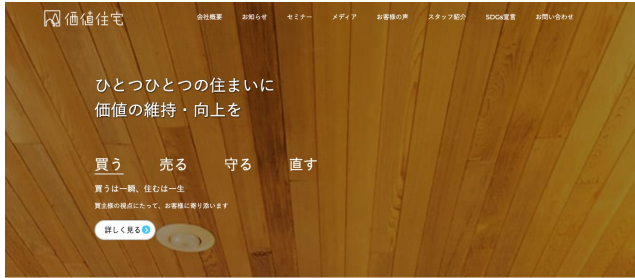 価値住宅
会社概要 お知らせ セミナー メディア お客様の声 スタッフ紹介 SDGs宣言 お問い合わせ
ひとつひとつの住まいに
価値の維持・向上を
買う 売る 守る 直す
買うは一瞬、住むは一生
買主様の視点にたって、お客様に寄り添います
詳しく見る